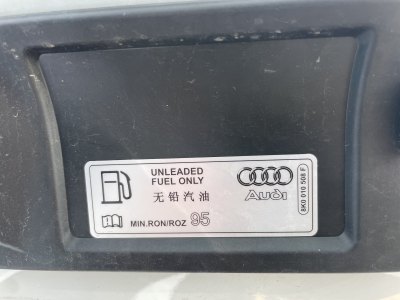 UNLEADED
FUEL ONLY
无铅汽油
MIN.RON/ROZ 95
Audi
8K0 010 508 F